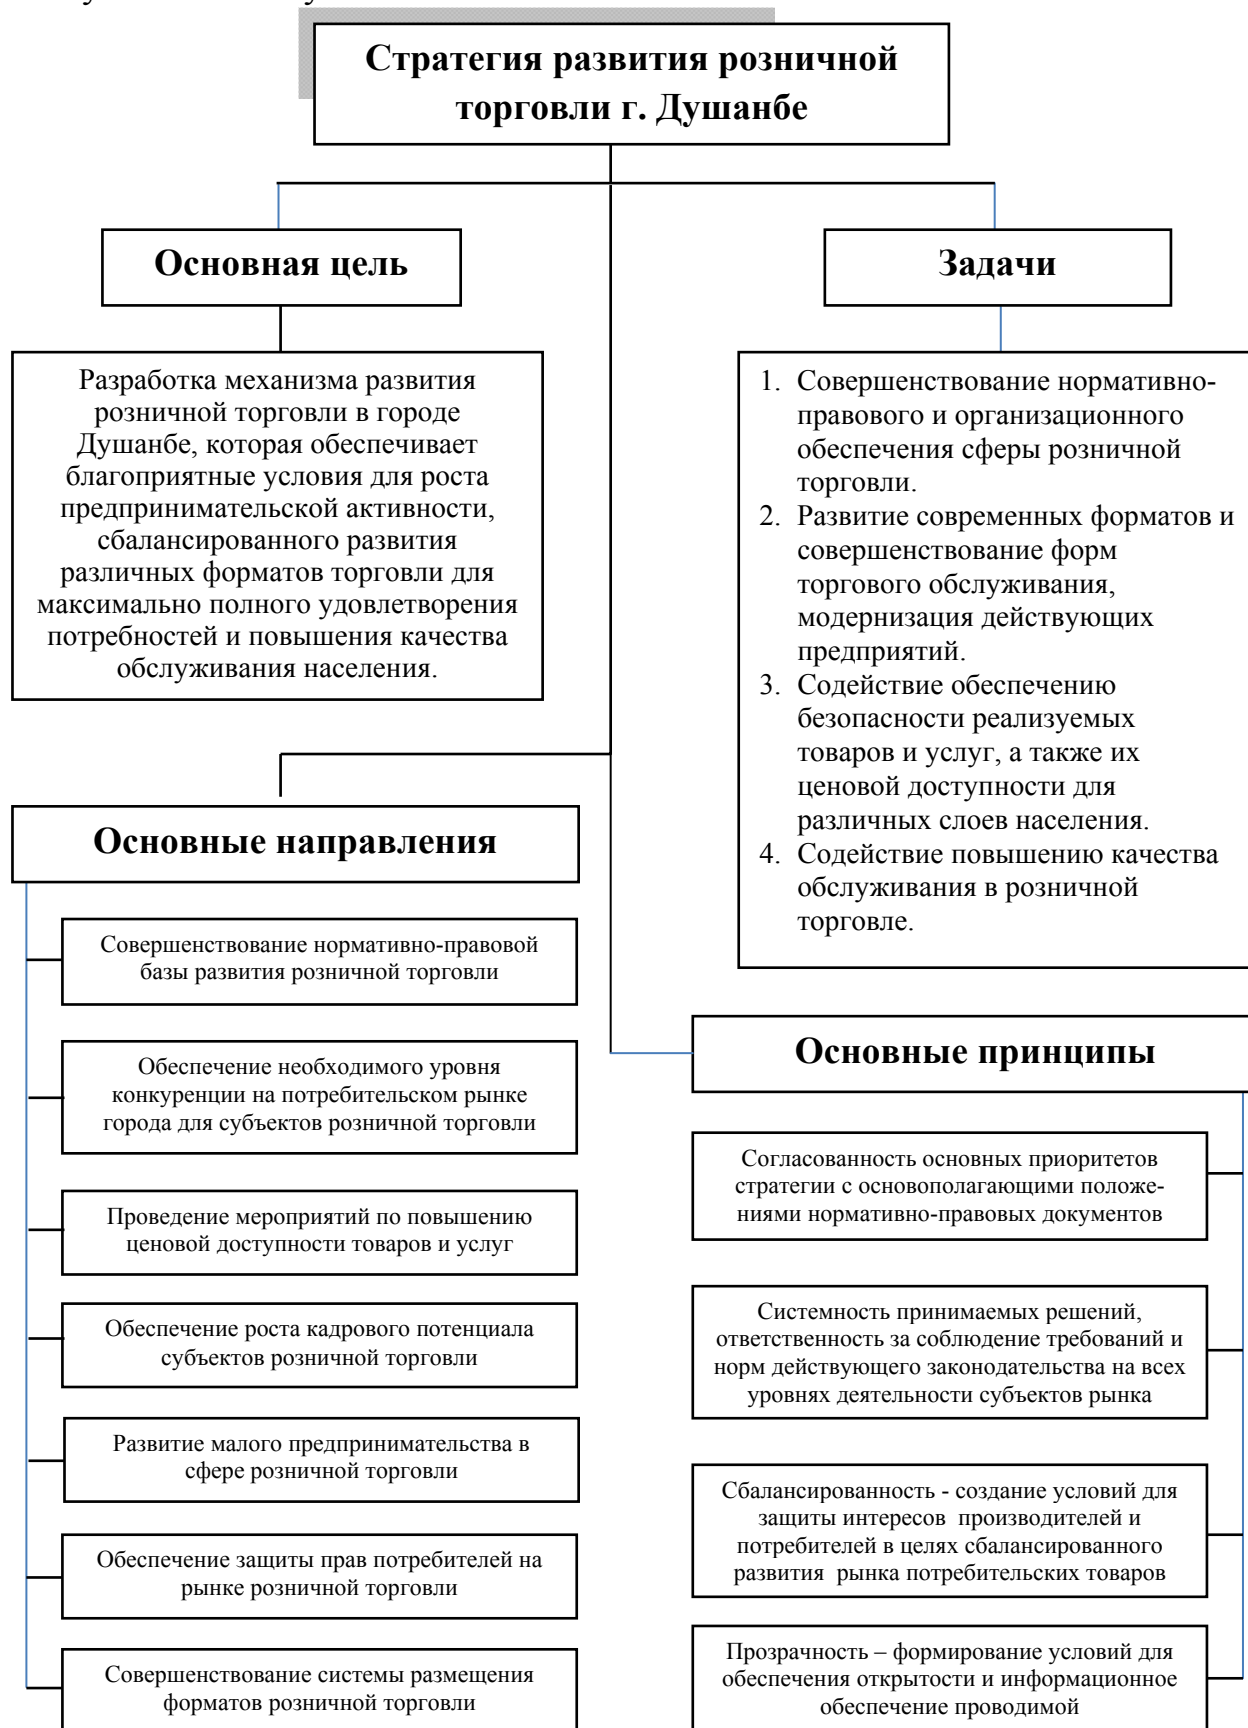 Стратегия развития розничной
торговли г. Душанбе
Основная цель
Задачи
Разработка механизма развития
розничной торговли в городе
Душанбе, которая обеспечивает
благоприятные условия для роста
предпринимательской активности,
сбалансированного развития
различных форматов торговли для
максимально полного удовлетворения
потребностей и повышения качества
обслуживания населения.
1. Совершенствование нормативно-
правового и организационного
обеспечения сферы розничной
торговли.
2. Развитие современных форматов и
совершенствование форм
торгового обслуживания,
модернизация действующих
предприятий.
3. Содействие обеспечению
безопасности реализуемых
товаров и услуг, а также их
ценовой доступности для
различных слоев населения.
4. Содействие повышению качества
обслуживания в розничной
торговле.
Основные направления
Совершенствование нормативно-правовой
базы развития розничной торговли
Обеспечение необходимого уровня
конкуренции на потребительском рынке
города для субъектов розничной торговли
Проведение мероприятий по повышению
ценовой доступности товаров и услуг
Обеспечение роста кадрового потенциала
субъектов розничной торговли
Развитие малого предпринимательства в
сфере розничной торговли
Обеспечение защиты прав потребителей на
рынке розничной торговли
Совершенствование системы размещения
форматов розничной торговли
Основные принципы
Согласованность основных приоритетов
стратегии с основополагающими положе-
ниями нормативно-правовых документов
Системность принимаемых решений,
ответственность за соблюдение требований и
норм действующего законодательства на всех
уровнях деятельности субъектов рынка
Сбалансированность - создание условий для
защиты интересов  производителей и
потребителей в целях сбалансированного
развития  рынка потребительских товаров
Прозрачность – формирование условий для
обеспечения открытости и информационное
обеспечение проводимой